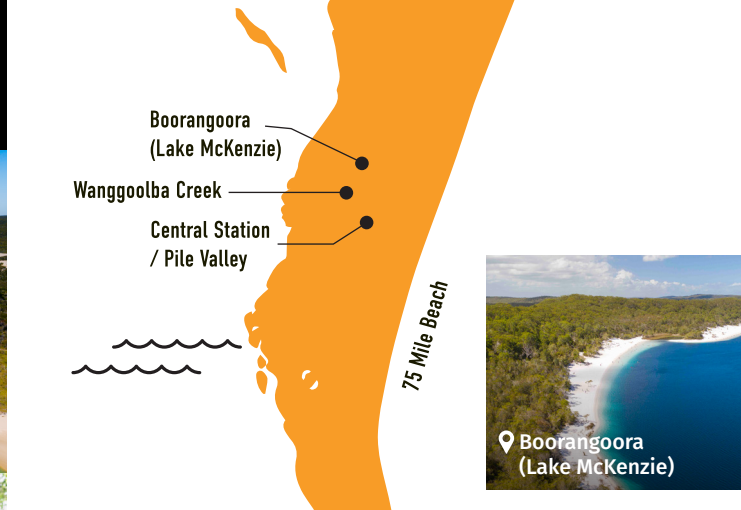 Boorangoora
(Lake McKenzie)
Wanggoolba Creek
Central Station
/ Pile Valley
75 Mile Beach
Boorangoora
(Lake McKenzie)